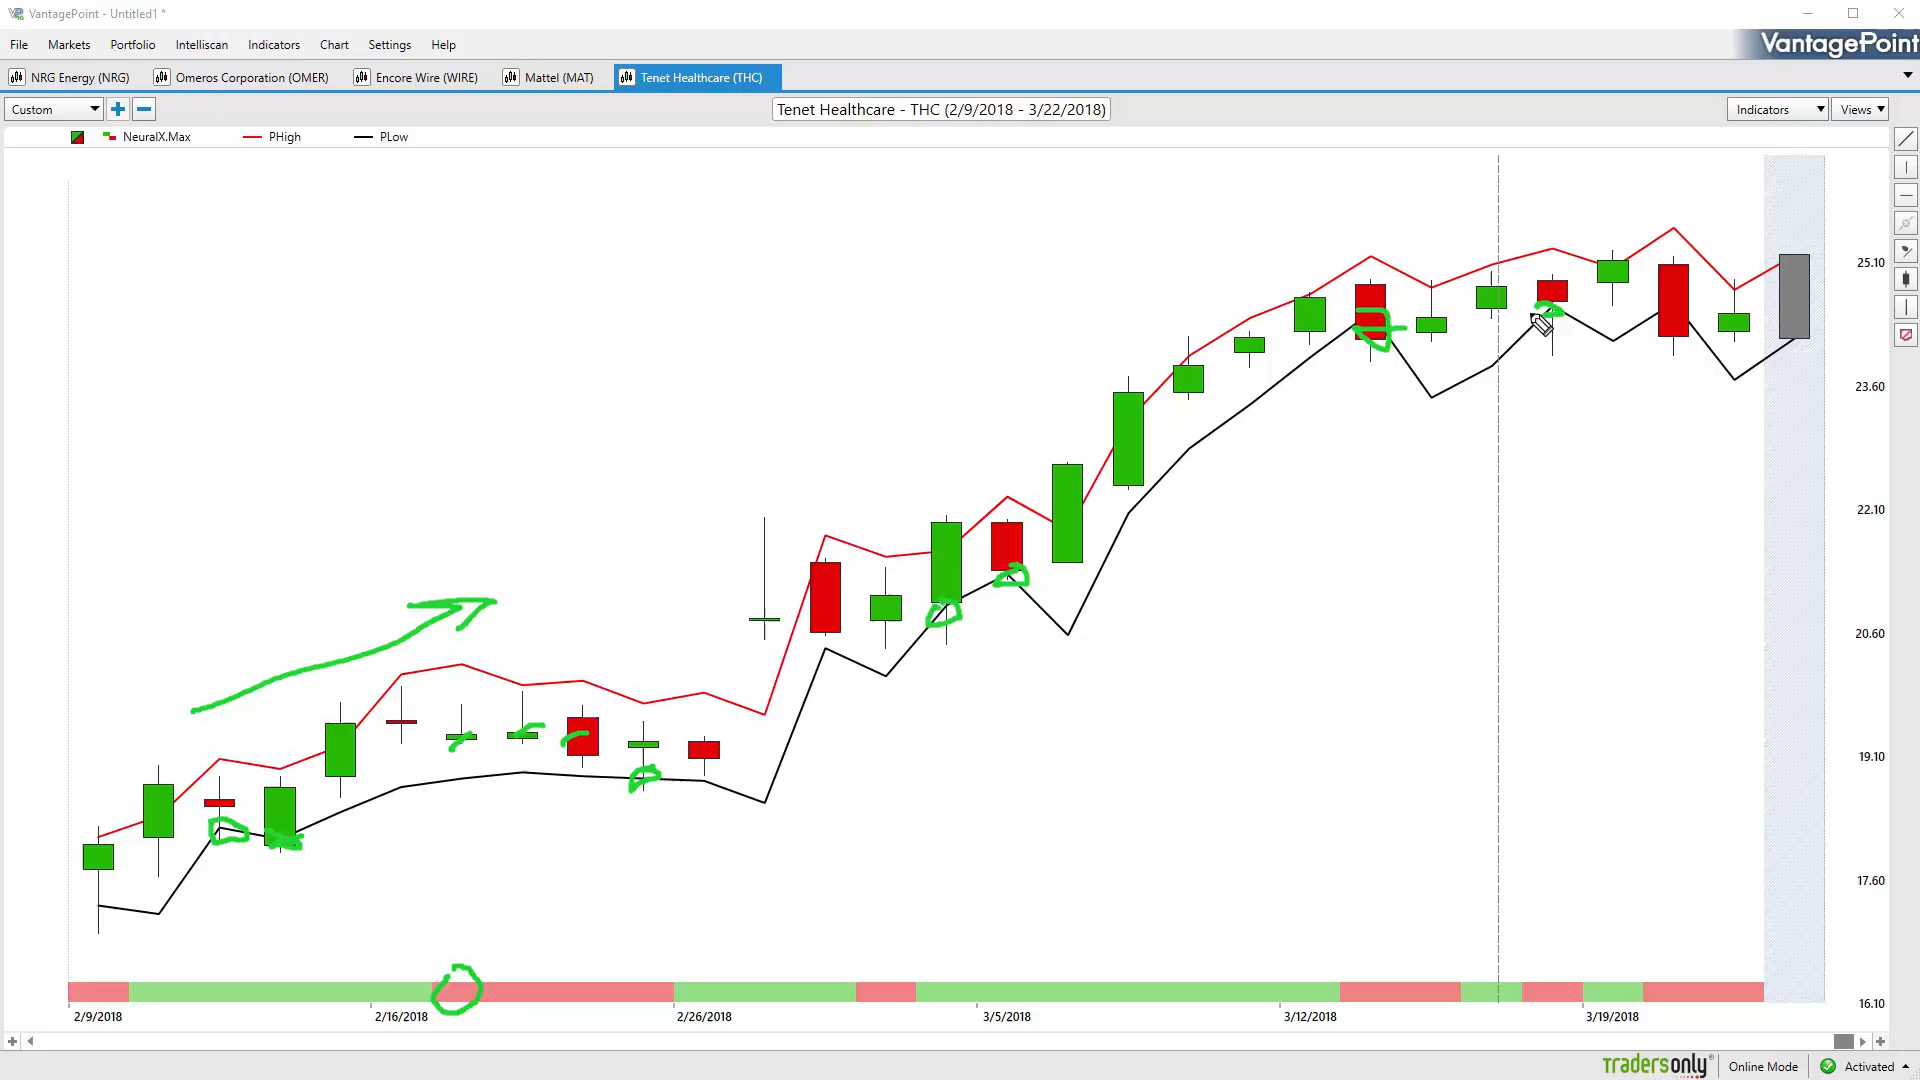 VantagePoint - Untitled1 *
File Markets Portfolio Intelliscan Indicators Chart Settings Help
VantagePoint
NRG Energy (NRG) Omeros Corporation (OMER) Encore Wire (WIRE) Mattel (MAT) Tenet Healthcare (THC)
Custom Tenet Healthcare - THC (2/9/2018 - 3/22/2018) Indicators Views
NeuralX.Max PHigh PLow
25.10
23.60
22.10
20.60
19.10
17.60
16.10
2/9/2018 2/16/2018 2/26/2018 3/5/2018 3/12/2018 3/19/2018
tradersonly® Online Mode Activated